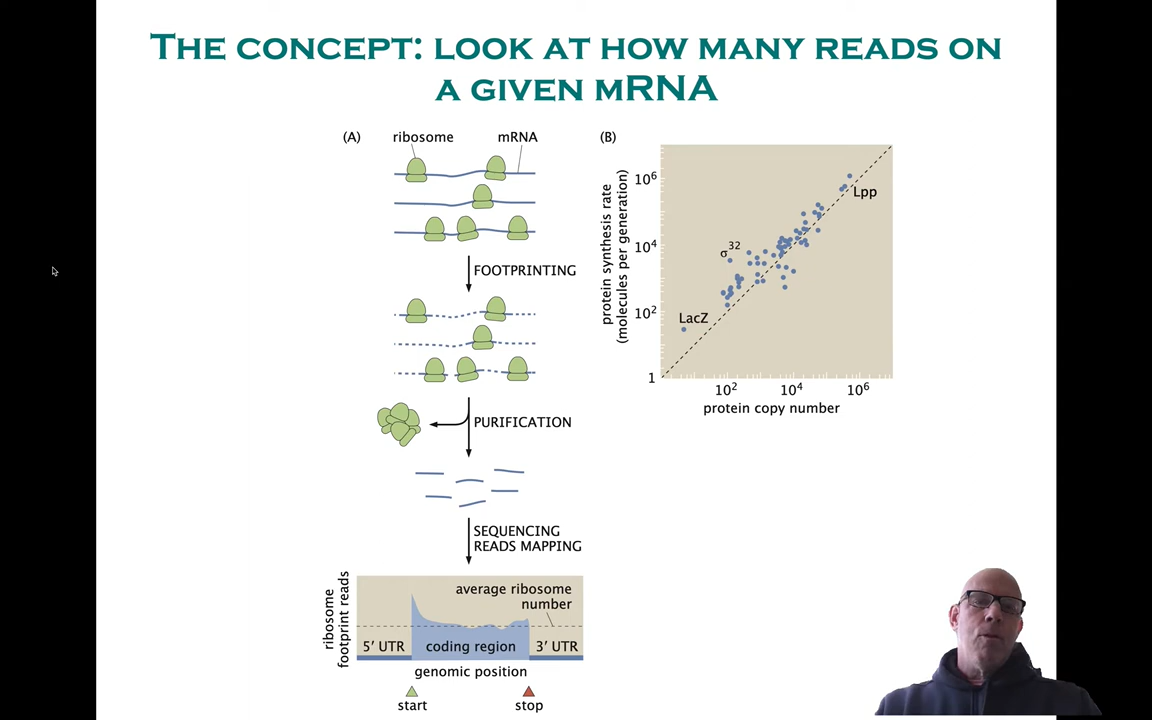 THE CONCEPT: LOOK AT HOW MANY READS ON
A GIVEN MRNA
(A)
ribosome
mRNA
FOOTPRINTING
PURIFICATION
SEQUENCING
READS MAPPING
ribosome
footprint reads
average ribosome
number
5′ UTR
coding region
3′ UTR
genomic position
start
stop
(B)
protein synthesis rate
(molecules per generation)
10⁶
10⁴
10²
1
Lpp
σ³²
LacZ
10²
10⁴
10⁶
protein copy number